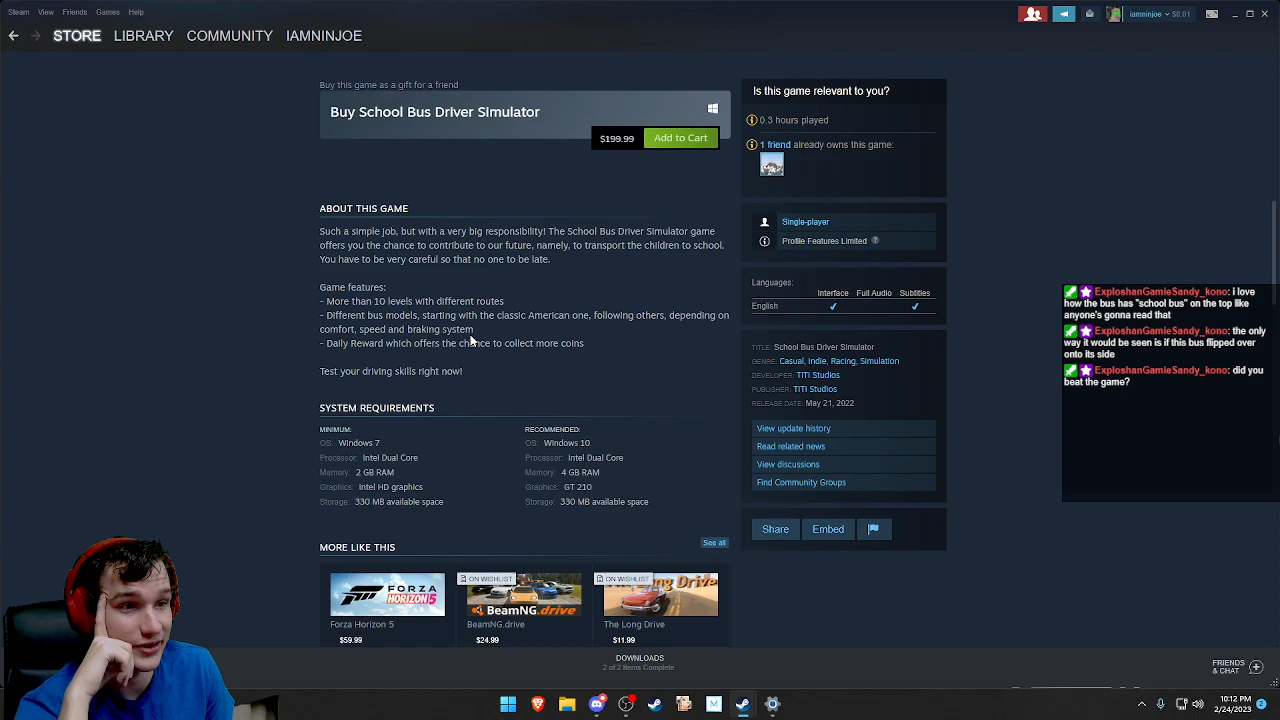 Steam View Friends Games Help
iamninjoe $0.01
STORE LIBRARY COMMUNITY IAMNINJOE
Buy this game as a gift for a friend
Buy School Bus Driver Simulator
$199.99 Add to Cart
ABOUT THIS GAME
Such a simple job, but with a very big responsibility! The School Bus Driver Simulator game
offers you the chance to contribute to our future, namely, to transport the children to school.
You have to be very careful so that no one to be late.
Game features:
- More than 10 levels with different routes
- Different bus models, starting with the classic American one, following others, depending on
comfort, speed and braking system
- Daily Reward which offers the chance to collect more coins
Test your driving skills right now!
SYSTEM REQUIREMENTS
MINIMUM:
OS: Windows 7
Processor: Intel Dual Core
Memory: 2 GB RAM
Graphics: Intel HD graphics
Storage: 330 MB available space
RECOMMENDED:
OS: Windows 10
Processor: Intel Dual Core
Memory: 4 GB RAM
Graphics: GT 210
Storage: 330 MB available space
MORE LIKE THIS
See all
FORZA
HORIZON 5
Forza Horizon 5
$59.99
ON WISHLIST
BeamNG.drive
BeamNG.drive
$24.99
ON WISHLIST
The Long Drive
The Long Drive
$11.99
Is this game relevant to you?
0.3 hours played
1 friend already owns this game:
Single-player
Profile Features Limited ?
Languages:
Interface Full Audio Subtitles
English ✓ ✓
TITLE: School Bus Driver Simulator
GENRE: Casual, Indie, Racing, Simulation
DEVELOPER: TITI Studios
PUBLISHER: TITI Studios
RELEASE DATE: May 21, 2022
View update history
Read related news
View discussions
Find Community Groups
Share Embed
ExploshanGamieSandy_kono: i love
how the bus has "school bus" on the top like
anyone's gonna read that
ExploshanGamieSandy_kono: the only
way it would be seen is if this bus flipped over
onto its side
ExploshanGamieSandy_kono: did you
beat the game?
DOWNLOADS
2 of 2 Items Complete
FRIENDS
& CHAT
10:12 PM
2/24/2023
2